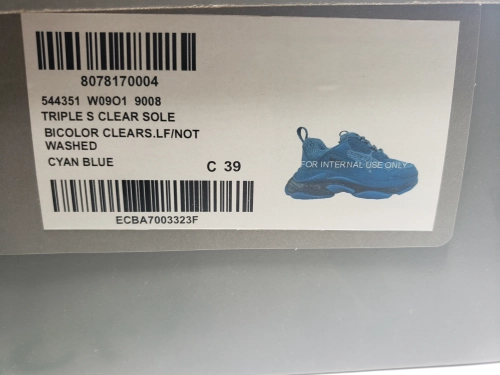 8078170004
544351 W09O1 9008
TRIPLE S CLEAR SOLE
BICOLOR CLEARS.LF/NOT
WASHED
CYAN BLUE
C 39
FOR INTERNAL USE ONLY
ECBA7003323F